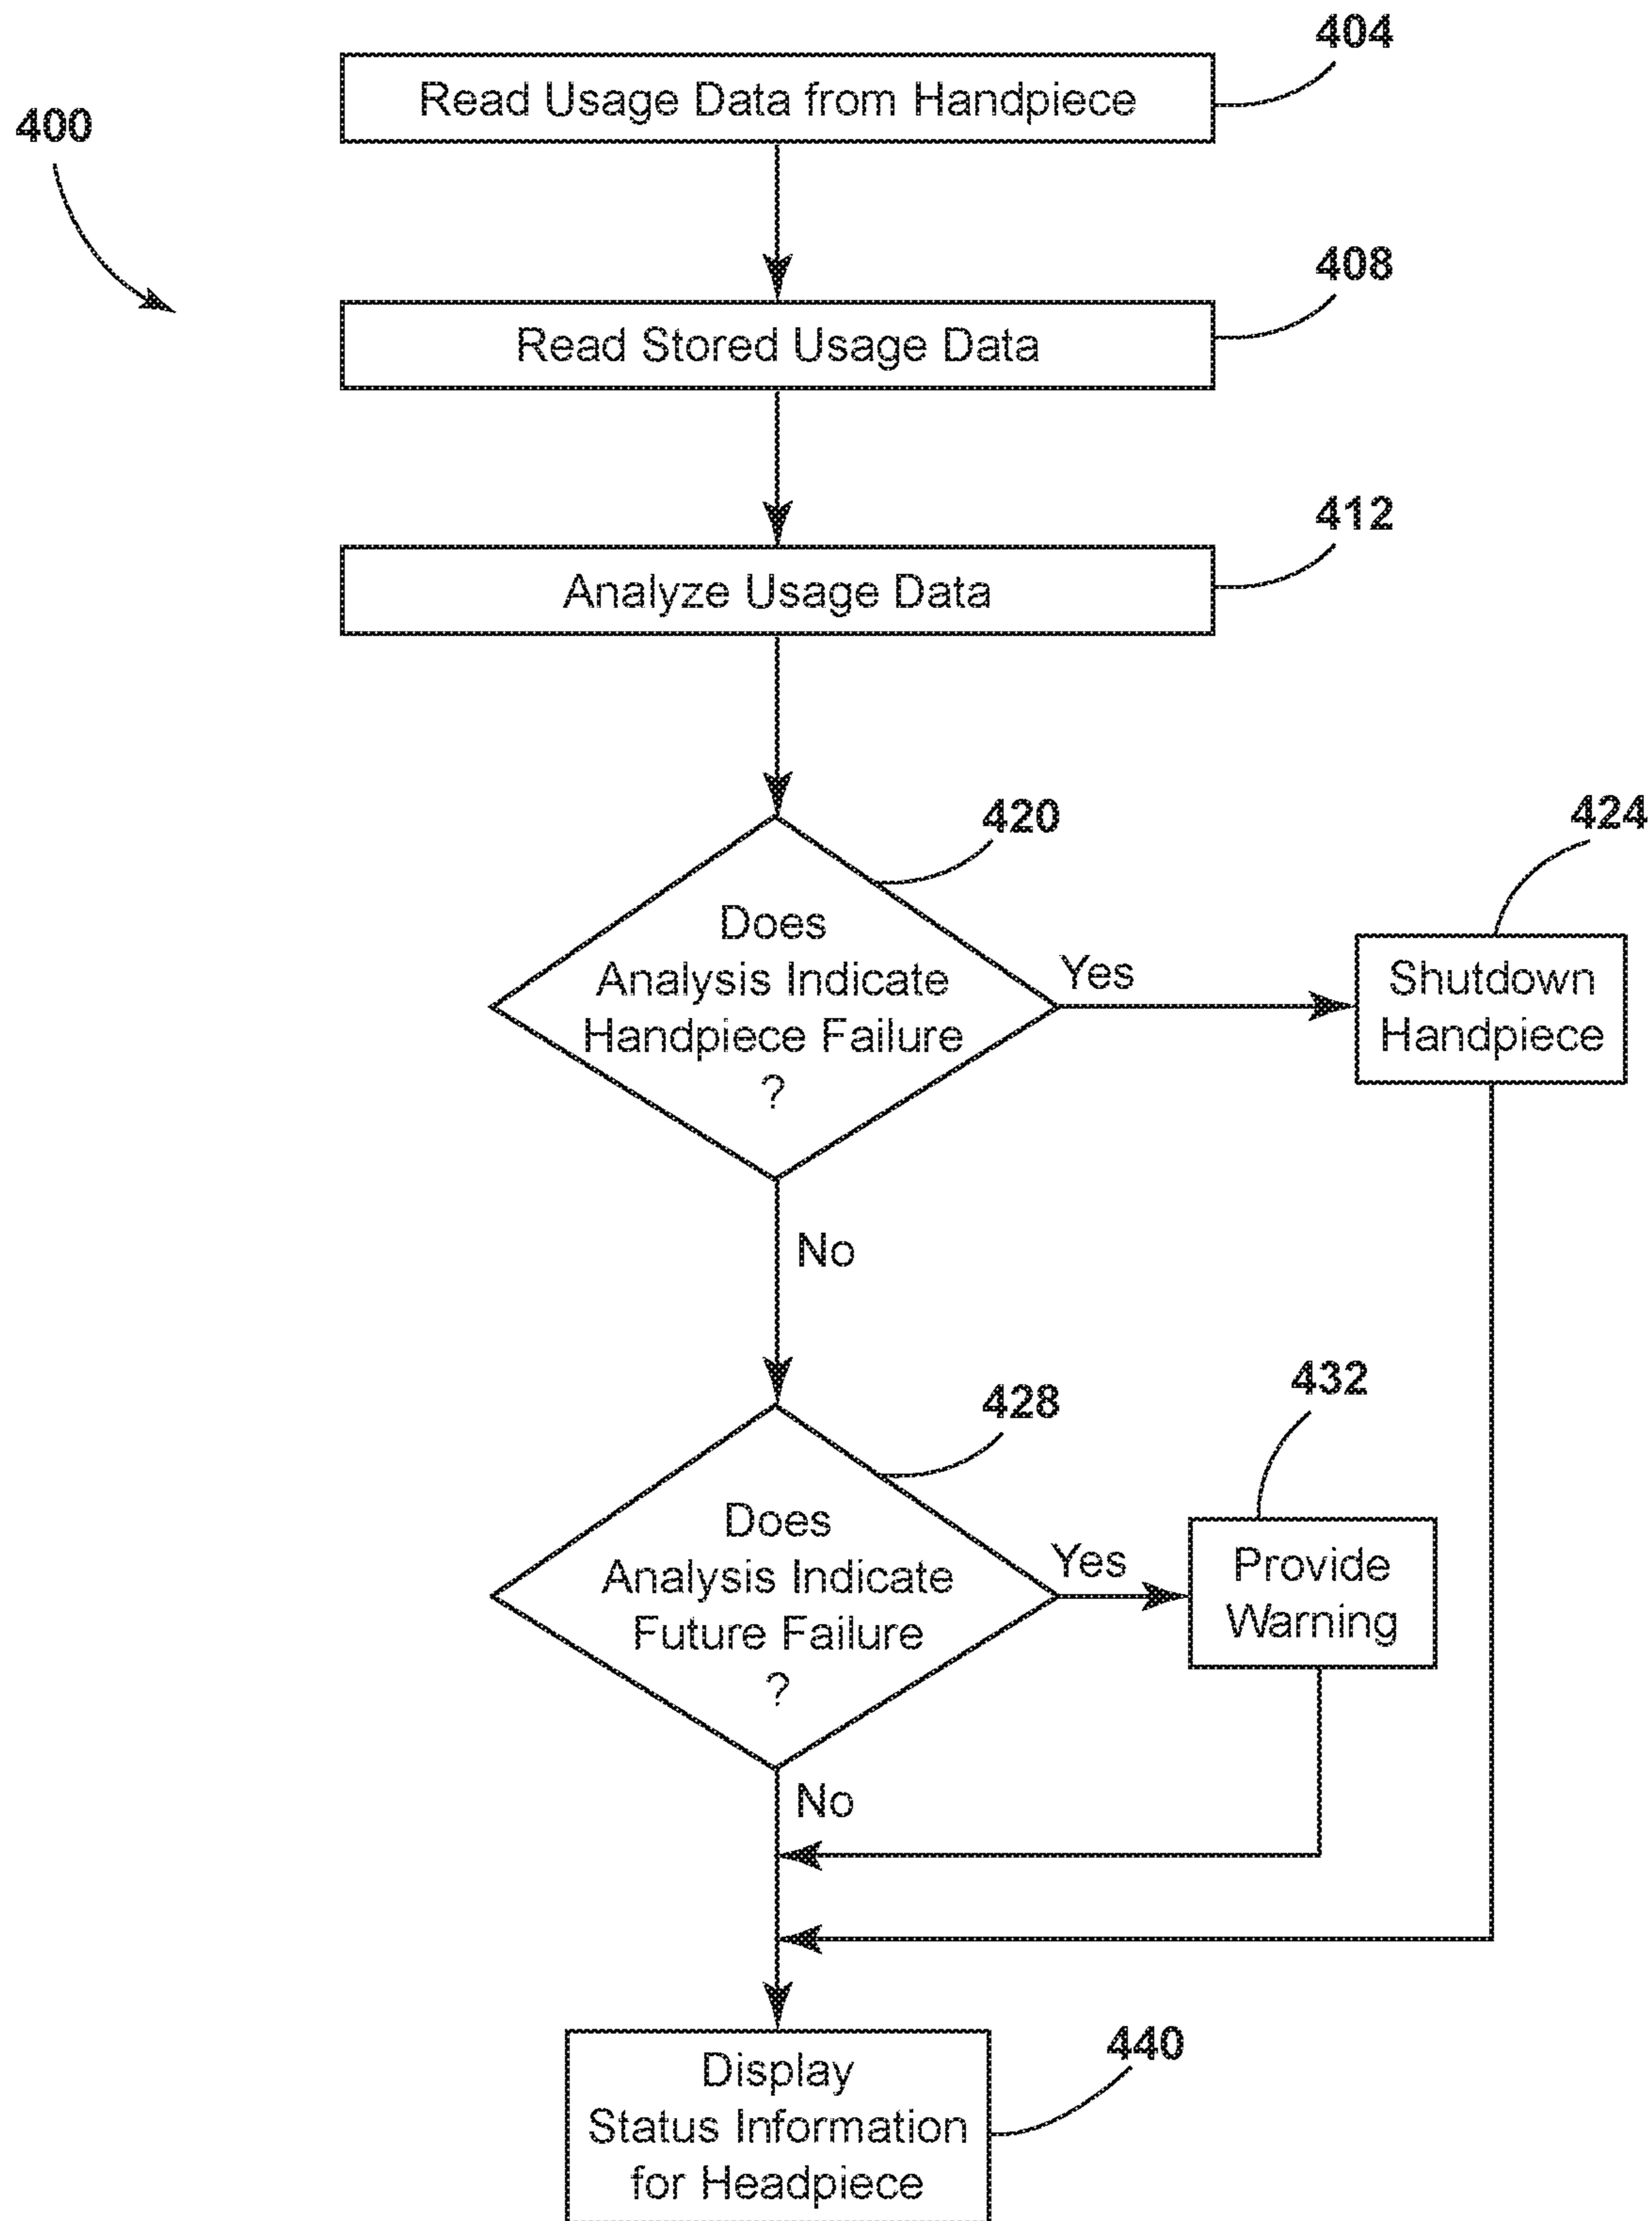 404
Read Usage Data from Handpiece
400
408
Read Stored Usage Data
412
Analyze Usage Data
420
424
Does
Analysis Indicate
Handpiece Failure
?
Yes
Shutdown
Handpiece
No
428
432
Does
Analysis Indicate
Future Failure
?
Yes
Provide
Warning
No
440
Display
Status Information
for Headpiece